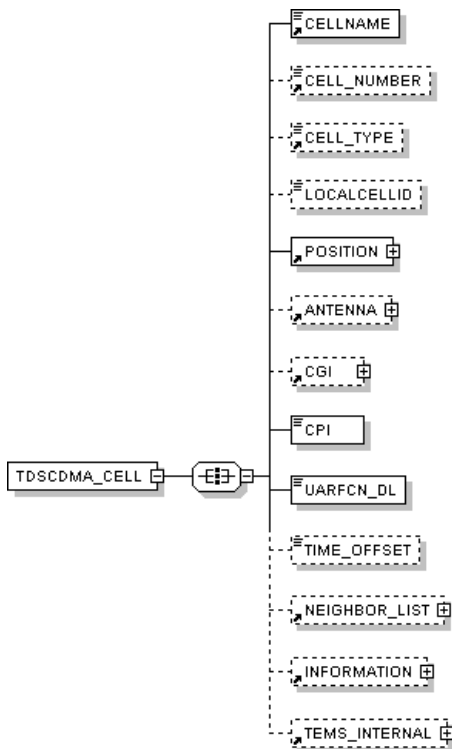 CELLNAME
CELL_NUMBER
CELL_TYPE
LOCALCELLID
POSITION
ANTENNA
CGI
CPI
TDSCDMA_CELL
UARFCN_DL
TIME_OFFSET
NEIGHBOR_LIST
INFORMATION
TEMS_INTERNAL